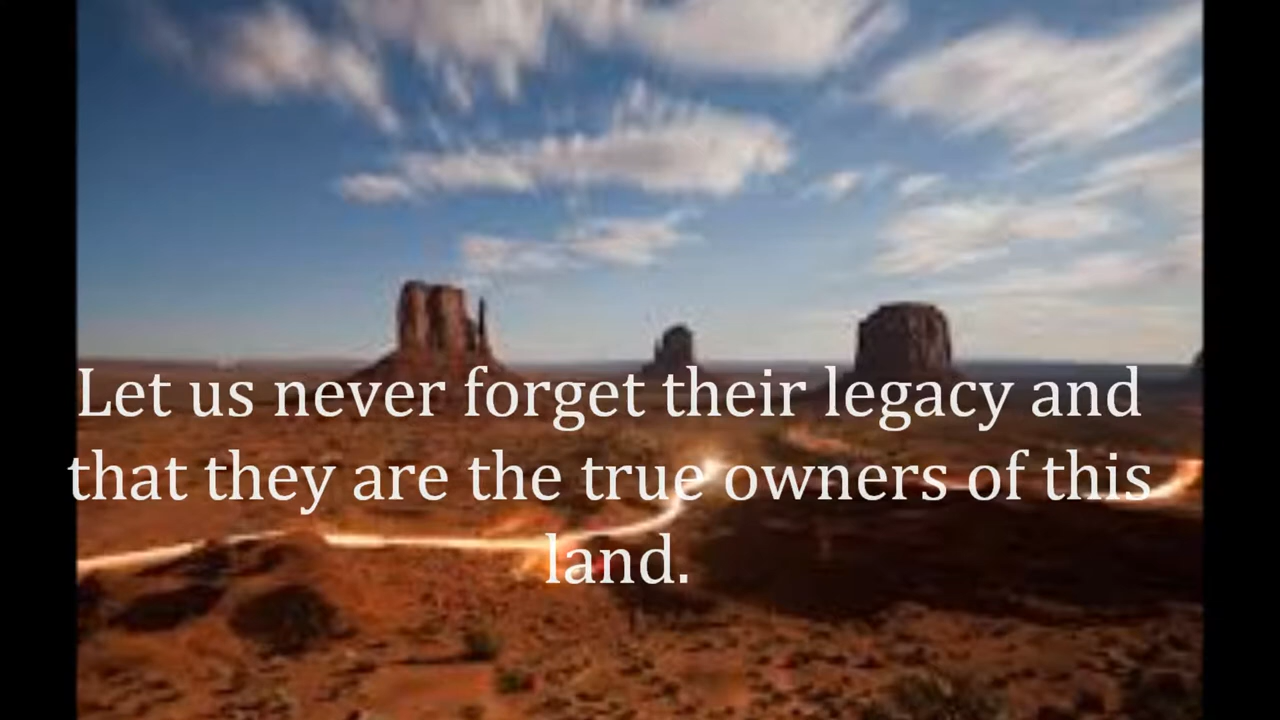 Let us never forget their legacy and
that they are the true owners of this
land.